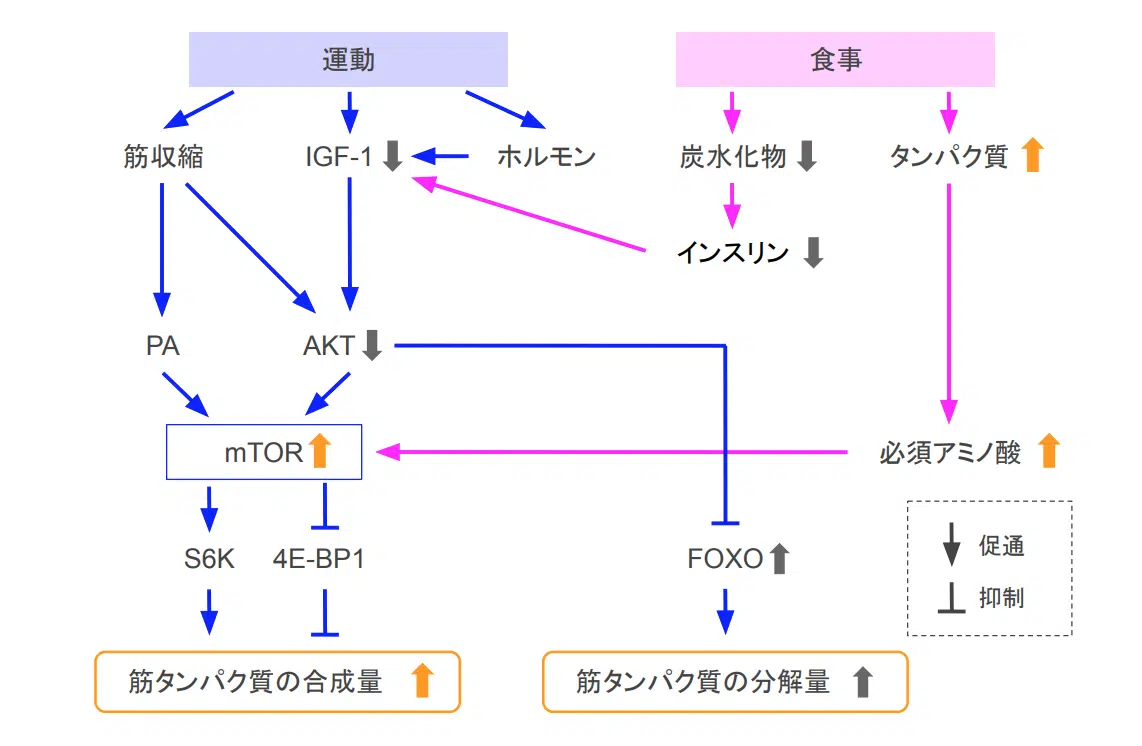 運動
食事
筋収縮
IGF-1
ホルモン
炭水化物
タンパク質
インスリン
PA
AKT
mTOR
必須アミノ酸
S6K
4E-BP1
FOXO
促通
抑制
筋タンパク質の合成量
筋タンパク質の分解量